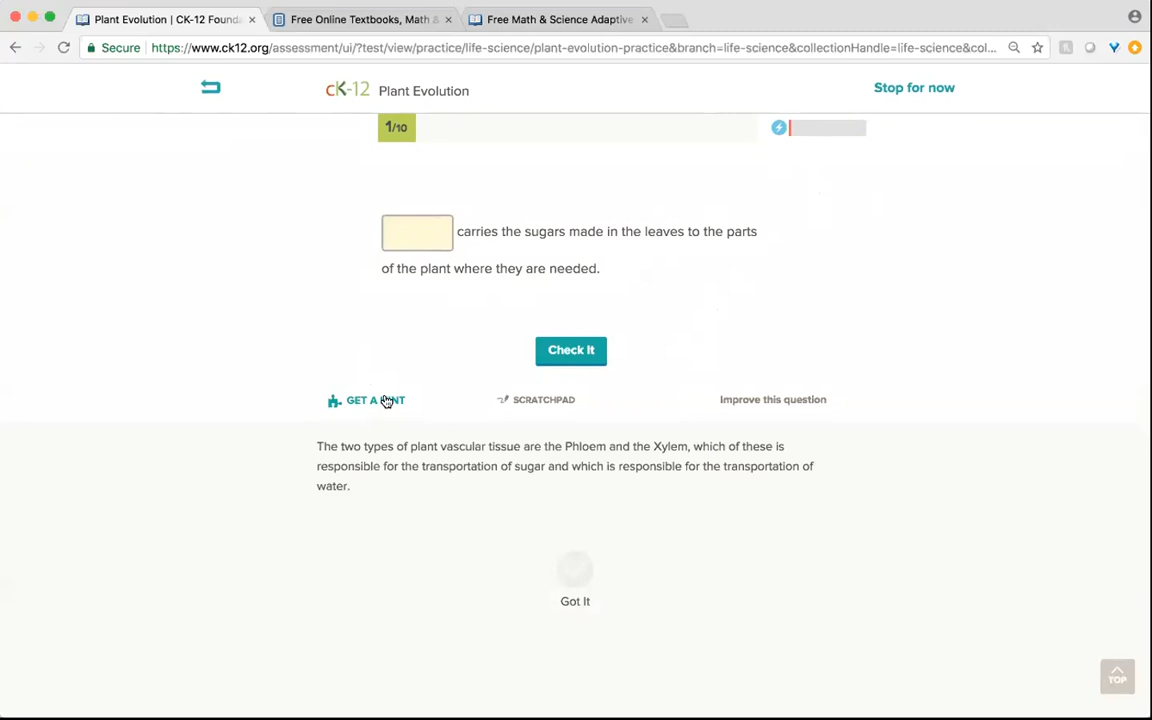 Plant Evolution | CK-12 Founda
Free Online Textbooks, Math &
Free Math & Science Adaptive
Secure https://www.ck12.org/assessment/ui/?test/view/practice/life-science/plant-evolution-practice&branch=life-science&collectionHandle=life-science&col...
cK-12 Plant Evolution
Stop for now
1/10
carries the sugars made in the leaves to the parts
of the plant where they are needed.
Check It
GET A HINT
SCRATCHPAD
Improve this question
The two types of plant vascular tissue are the Phloem and the Xylem, which of these is
responsible for the transportation of sugar and which is responsible for the transportation of
water.
Got It
TOP